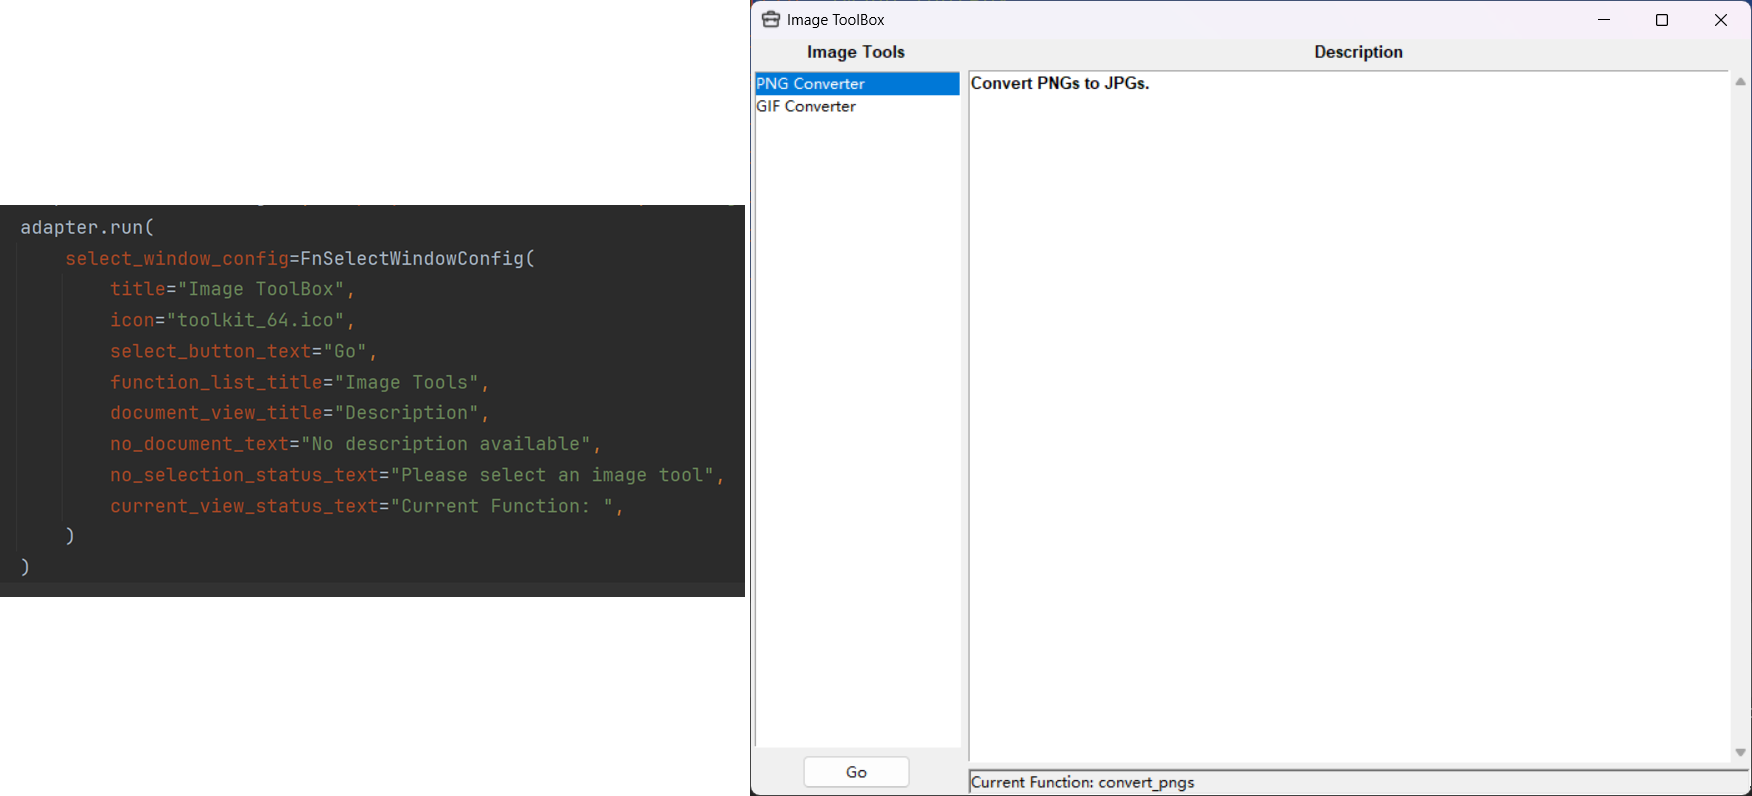 adapter.run(
select_window_config=FnSelectWindowConfig(
title="Image ToolBox",
icon="toolkit_64.ico",
select_button_text="Go",
function_list_title="Image Tools",
document_view_title="Description",
no_document_text="No description available",
no_selection_status_text="Please select an image tool",
current_view_status_text="Current Function: ",
)
)
Image ToolBox
Image Tools
PNG Converter
GIF Converter
Go
Description
Convert PNGs to JPGs.
Current Function: convert_pngs